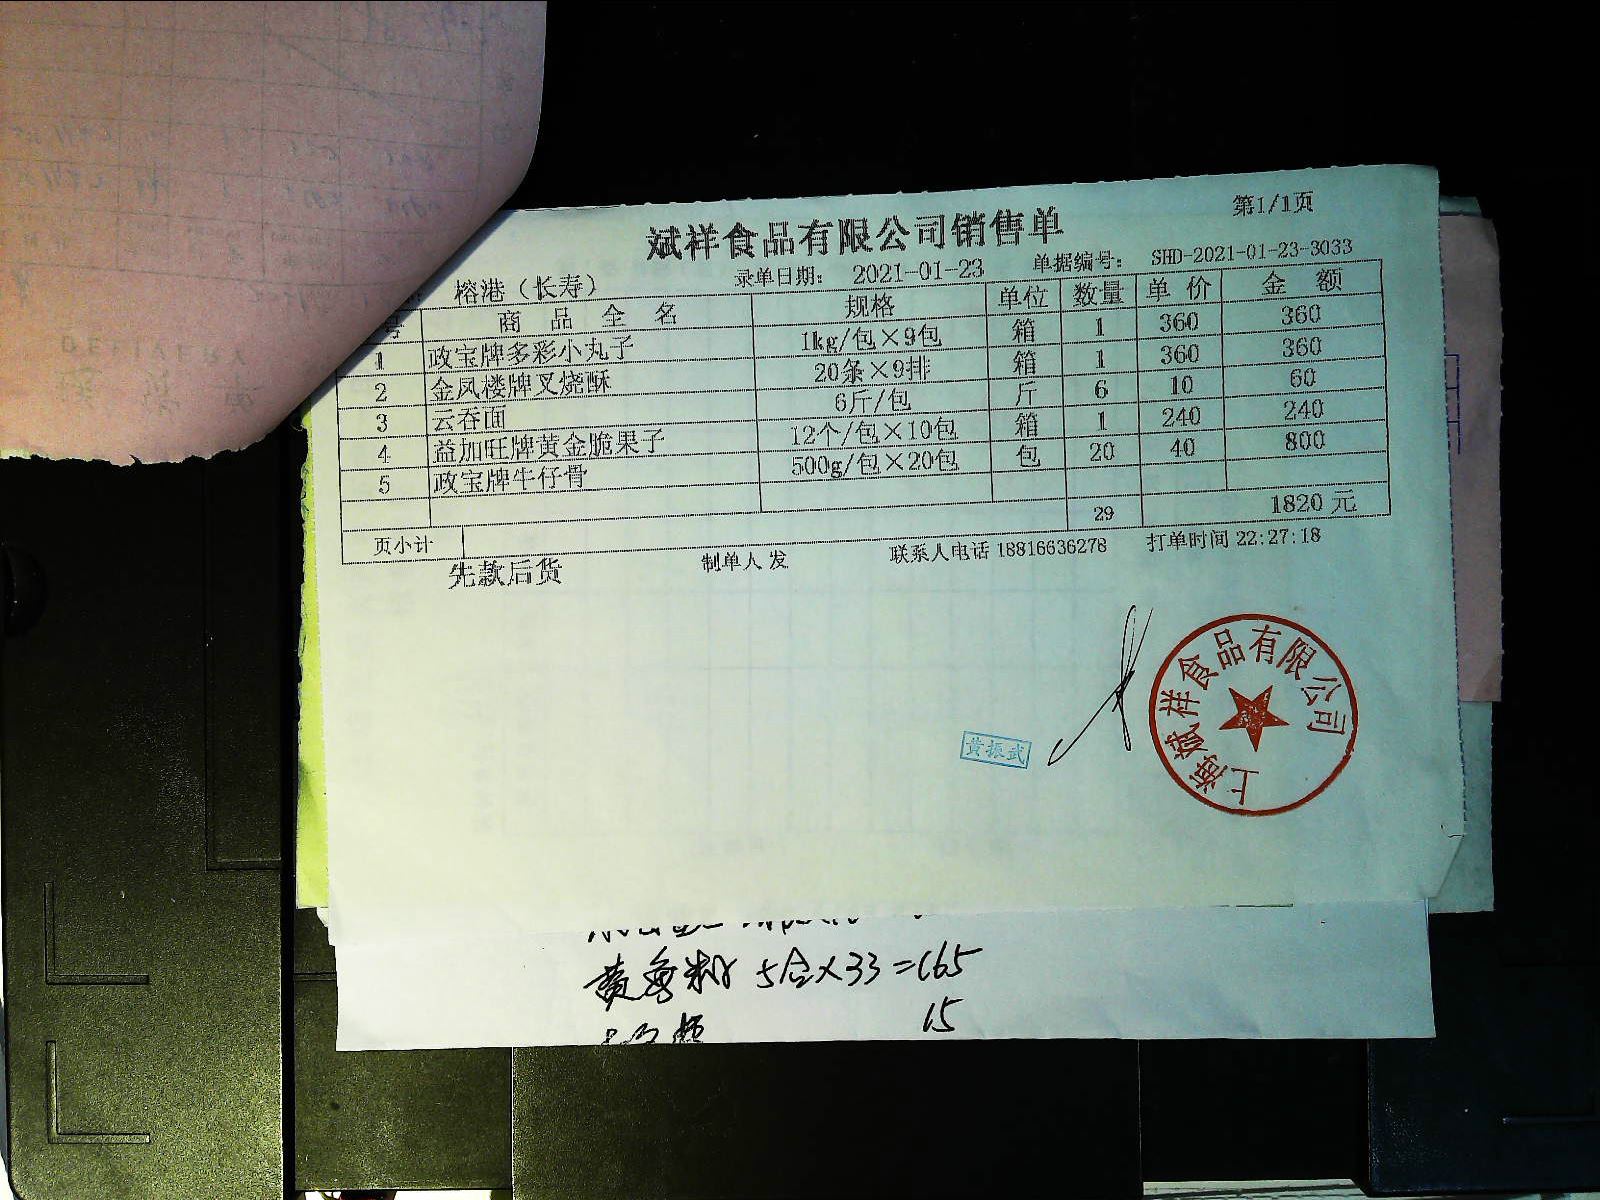 第1/1页
斌祥食品有限公司销售单
榕港（长寿） 录单日期： 2021-01-23 单据编号： SHD-2021-01-23-3033
号 商品全名 规格 单位 数量 单价 金额
1 政宝牌多彩小丸子 1kg/包×9包 箱 1 360 360
2 金凤楼牌叉烧酥 20条×9排 箱 1 360 360
3 云吞面 6斤/包 斤 6 10 60
4 益加旺牌黄金脆果子 12个/包×10包 箱 1 240 240
5 政宝牌牛仔骨 500g/包×20包 包 20 40 800
页小计 29 1820 元
先款后货 制单人 发 联系人电话 18816636278 打单时间 22:27:18
黄振武
上海斌祥食品有限公司
5合×33=165
15